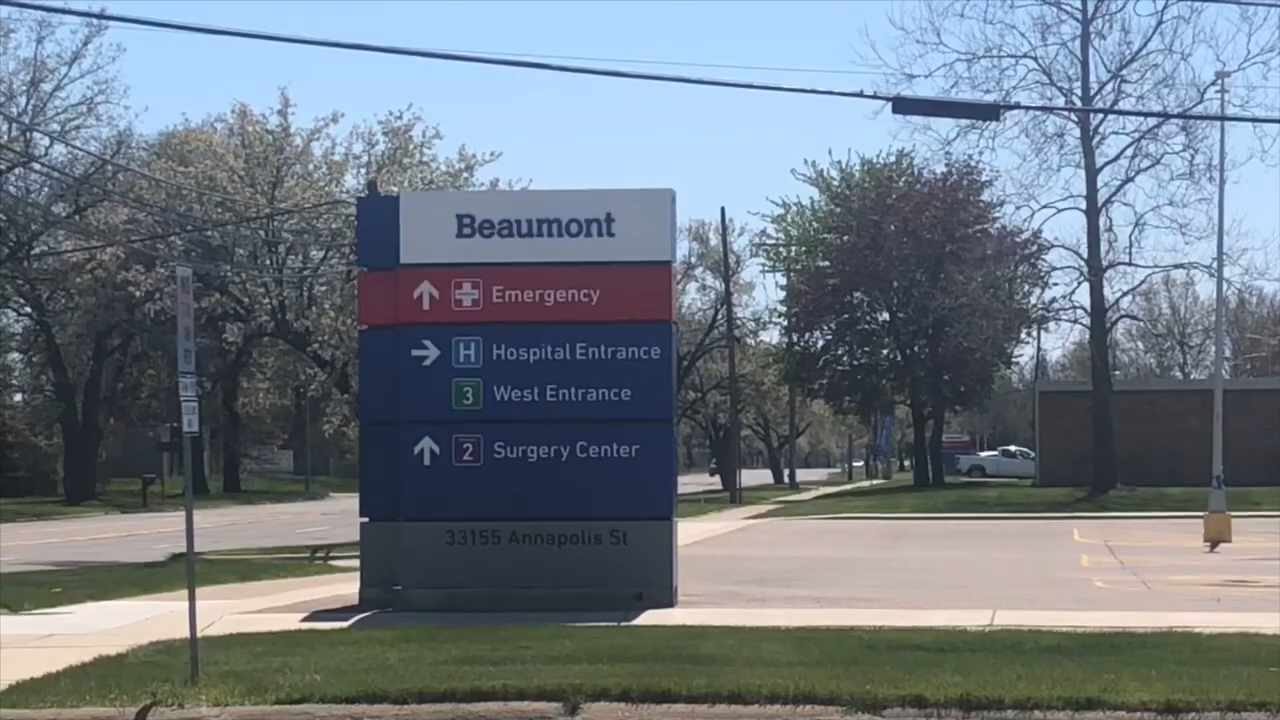 Beaumont
Emergency
H Hospital Entrance
3 West Entrance
2 Surgery Center
33155 Annapolis St